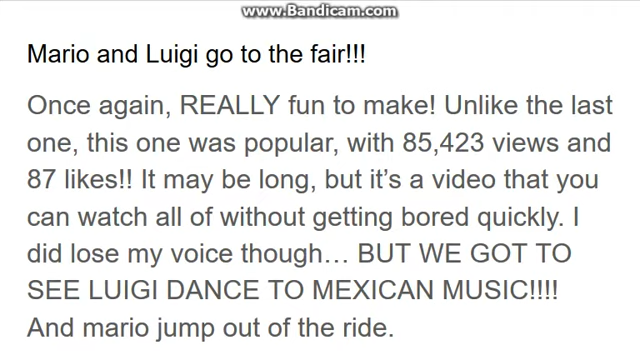 www.Bandicam.com
Mario and Luigi go to the fair!!!
Once again, REALLY fun to make! Unlike the last
one, this one was popular, with 85,423 views and
87 likes!! It may be long, but it’s a video that you
can watch all of without getting bored quickly. I
did lose my voice though… BUT WE GOT TO
SEE LUIGI DANCE TO MEXICAN MUSIC!!!!
And mario jump out of the ride.